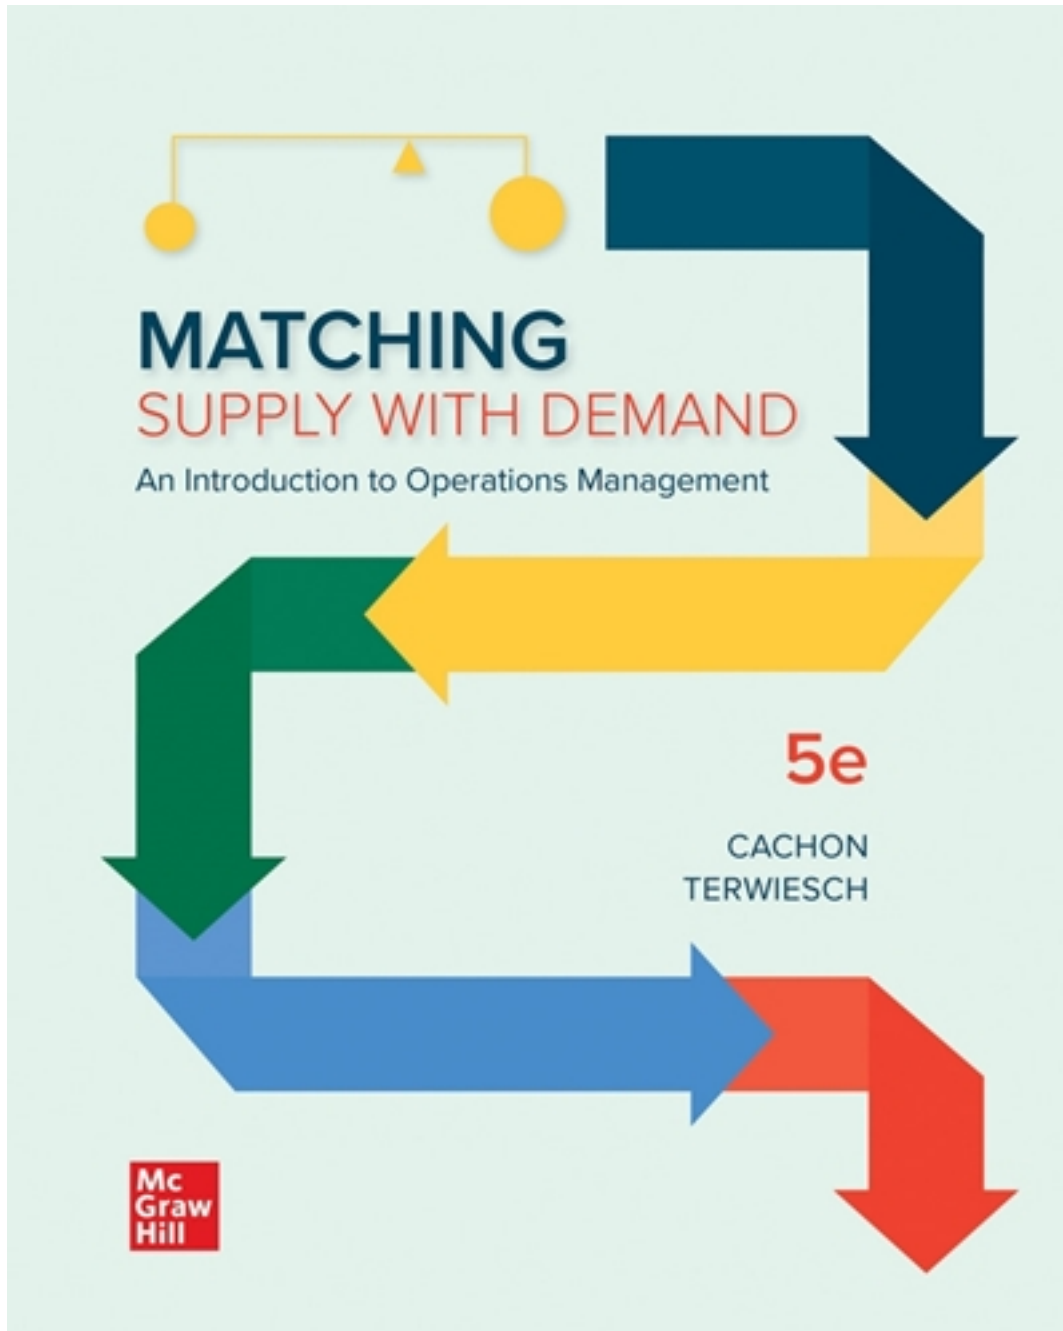 MATCHING
SUPPLY WITH DEMAND
An Introduction to Operations Management
5e
CACHON
TERWIESCH
Mc
Graw
Hill